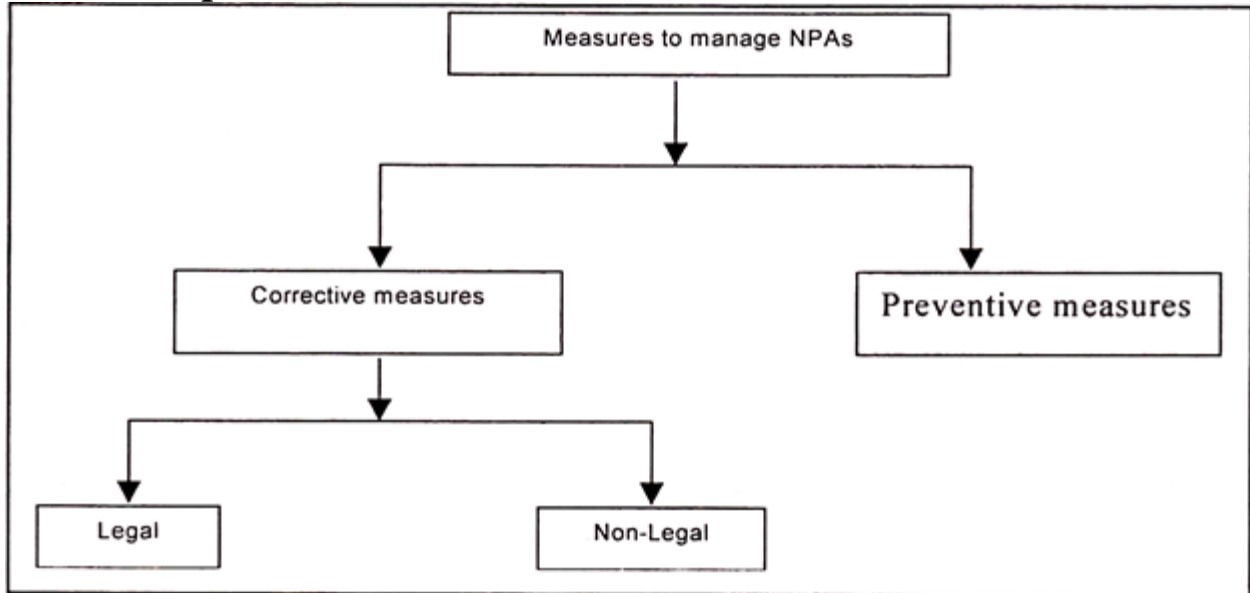 Measures to manage NPAs
Corrective measures
Preventive measures
Legal
Non-Legal